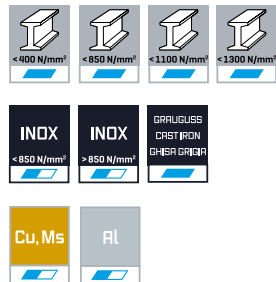 <400 N/mm² <850 N/mm² <1100 N/mm² <1300 N/mm²
INOX INOX GRAUGUSS
CAST IRON
GHISA GRIGIA
<850 N/mm² >850 N/mm²
Cu, Ms Al